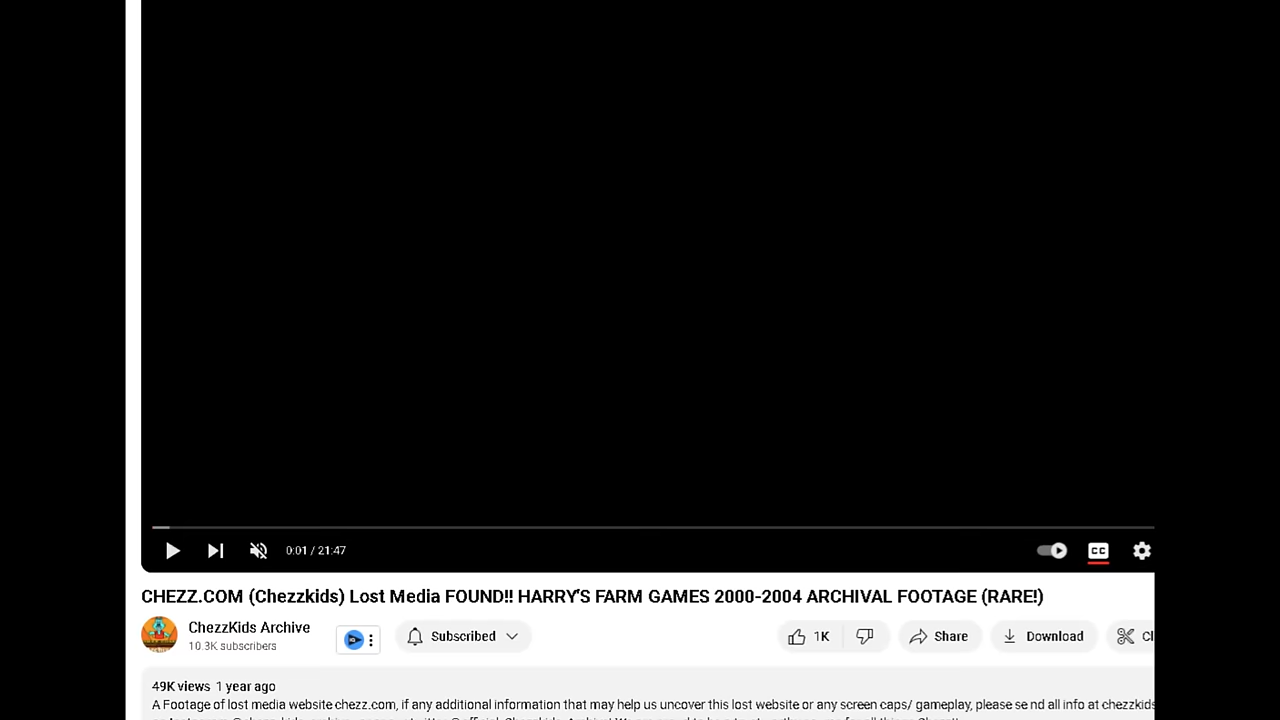 0:01 / 21:47
CC
CHEZZ.COM (Chezzkids) Lost Media FOUND!! HARRY'S FARM GAMES 2000-2004 ARCHIVAL FOOTAGE (RARE!)
ChezzKids Archive
10.3K subscribers
Subscribed
1K
Share
Download
Cl
49K views 1 year ago
A Footage of lost media website chezz.com, if any additional information that may help us uncover this lost website or any screen caps/ gameplay, please se nd all info at chezzkids